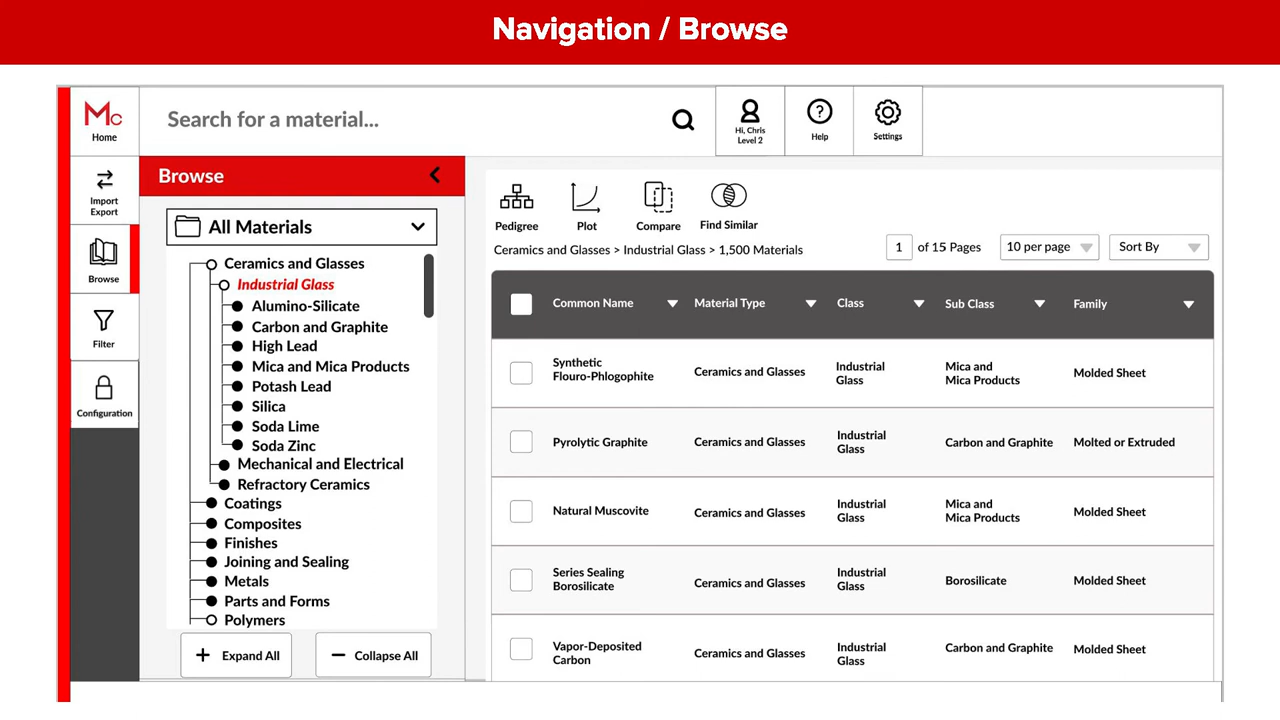 Navigation / Browse
Mc
Home
Search for a material...
Hi, Chris
Level 2
Help
Settings
Import
Export
Browse
Filter
Configuration
Browse
All Materials
Ceramics and Glasses
Industrial Glass
Alumino-Silicate
Carbon and Graphite
High Lead
Mica and Mica Products
Potash Lead
Silica
Soda Lime
Soda Zinc
Mechanical and Electrical
Refractory Ceramics
Coatings
Composites
Finishes
Joining and Sealing
Metals
Parts and Forms
Polymers
+ Expand All
− Collapse All
Pedigree
Plot
Compare
Find Similar
Ceramics and Glasses > Industrial Glass > 1,500 Materials
1 of 15 Pages
10 per page
Sort By
Common Name
Material Type
Class
Sub Class
Family
Synthetic
Flouro-Phlogophite
Ceramics and Glasses
Industrial
Glass
Mica and
Mica Products
Molded Sheet
Pyrolytic Graphite
Ceramics and Glasses
Industrial
Glass
Carbon and Graphite
Molted or Extruded
Natural Muscovite
Ceramics and Glasses
Industrial
Glass
Mica and
Mica Products
Molded Sheet
Series Sealing
Borosilicate
Ceramics and Glasses
Industrial
Glass
Borosilicate
Molded Sheet
Vapor-Deposited
Carbon
Ceramics and Glasses
Industrial
Glass
Carbon and Graphite
Molded Sheet